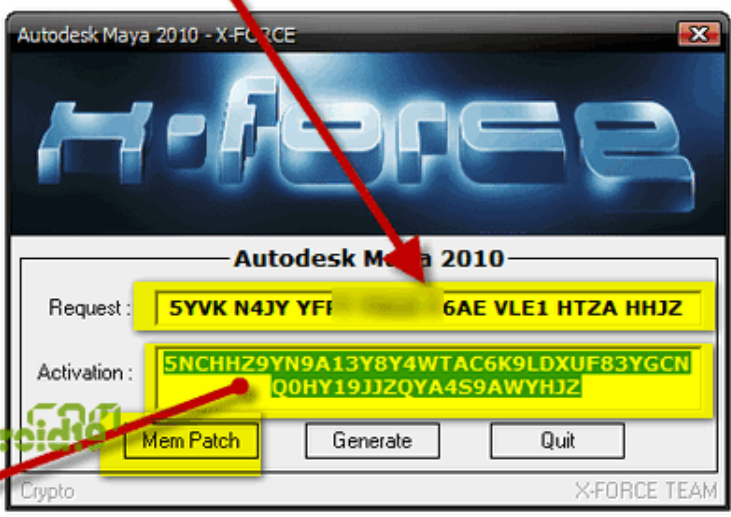 Autodesk Maya 2010 - X-FORCE
x-force
Autodesk Maya 2010
Request : 5YVK N4JY 6AE VLE1 HTZA HHJZ
Activation : 5NCHHZ9YN9A13Y8Y4WTAC6K9LDXUF83YGCN
Q0HY19JJZQYA4S9AWYHJZ
Mem Patch Generate Quit
Crypto X-FORCE TEAM